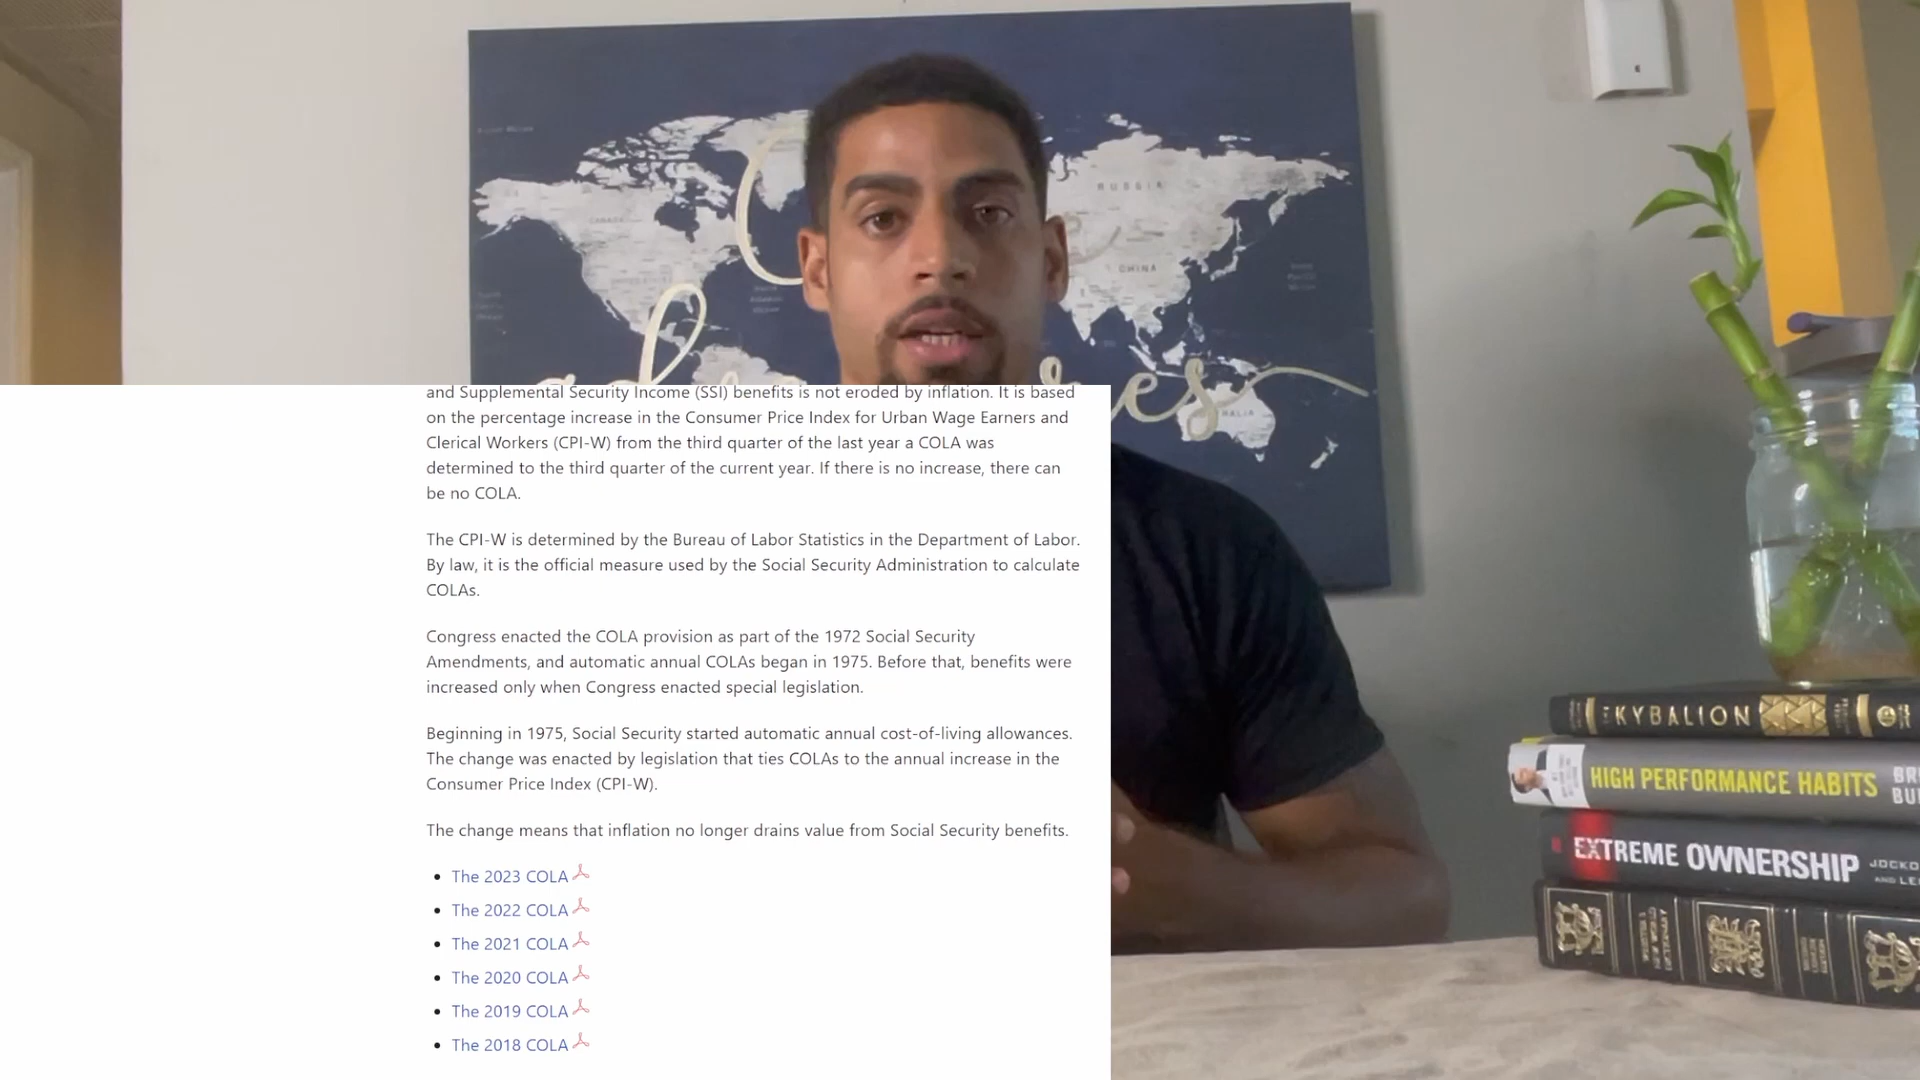 RUSSIA
CANADA
CHINA
and Supplemental Security Income (SSI) benefits is not eroded by inflation. It is based
on the percentage increase in the Consumer Price Index for Urban Wage Earners and
Clerical Workers (CPI-W) from the third quarter of the last year a COLA was
determined to the third quarter of the current year. If there is no increase, there can
be no COLA.
The CPI-W is determined by the Bureau of Labor Statistics in the Department of Labor.
By law, it is the official measure used by the Social Security Administration to calculate
COLAs.
Congress enacted the COLA provision as part of the 1972 Social Security
Amendments, and automatic annual COLAs began in 1975. Before that, benefits were
increased only when Congress enacted special legislation.
Beginning in 1975, Social Security started automatic annual cost-of-living allowances.
The change was enacted by legislation that ties COLAs to the annual increase in the
Consumer Price Index (CPI-W).
The change means that inflation no longer drains value from Social Security benefits.
The 2023 COLA
The 2022 COLA
The 2021 COLA
The 2020 COLA
The 2019 COLA
The 2018 COLA
KYBALION
HIGH PERFORMANCE HABITS
EXTREME OWNERSHIP JOCKO